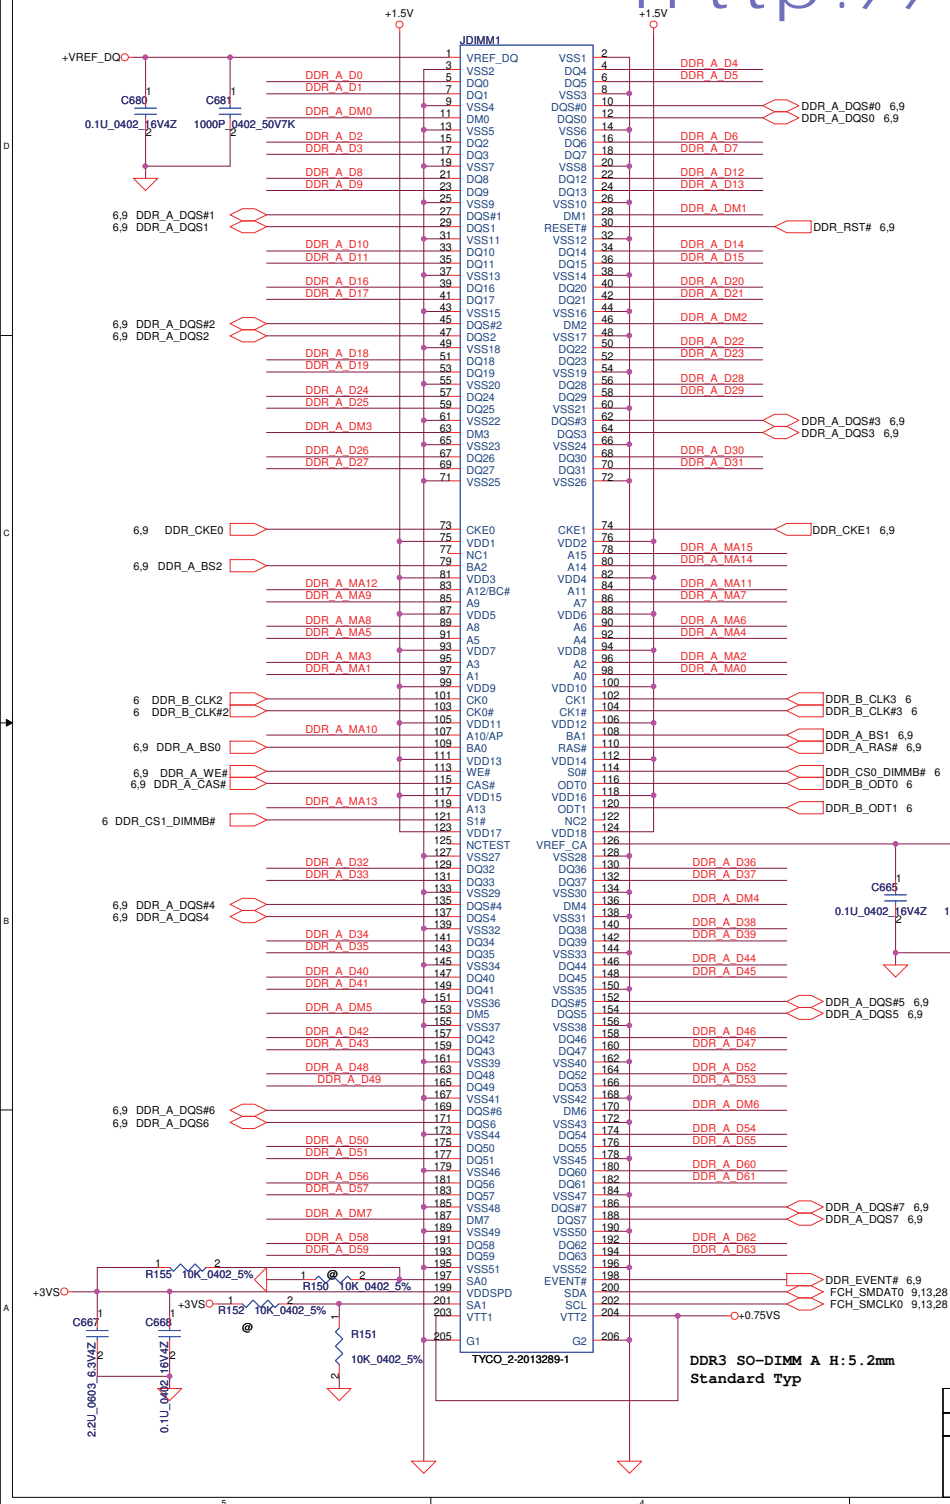 http://
+1.5V +1.5V
JDIMM1
+VREF_DQ 1 VREF_DQ VSS1 2
3 VSS2 DQ4 4 DDR_A_D4
DDR_A_D0 5 DQ0 DQ5 6 DDR_A_D5
DDR_A_D1 7 DQ1 VSS3 8
9 VSS4 DQS#0 10 DDR_A_DQS#0 6,9
DDR_A_DM0 11 DM0 DQS0 12 DDR_A_DQS0 6,9
13 VSS5 VSS6 14
DDR_A_D2 15 DQ2 DQ6 16 DDR_A_D6
DDR_A_D3 17 DQ3 DQ7 18 DDR_A_D7
19 VSS7 VSS8 20
DDR_A_D8 21 DQ8 DQ12 22 DDR_A_D12
DDR_A_D9 23 DQ9 DQ13 24 DDR_A_D13
25 VSS9 VSS10 26
6,9 DDR_A_DQS#1 27 DQS#1 DM1 28 DDR_A_DM1
6,9 DDR_A_DQS1 29 DQS1 RESET# 30 DDR_RST# 6,9
31 VSS11 VSS12 32
DDR_A_D10 33 DQ10 DQ14 34 DDR_A_D14
DDR_A_D11 35 DQ11 DQ15 36 DDR_A_D15
37 VSS13 VSS14 38
DDR_A_D16 39 DQ16 DQ20 40 DDR_A_D20
DDR_A_D17 41 DQ17 DQ21 42 DDR_A_D21
43 VSS15 VSS16 44
6,9 DDR_A_DQS#2 45 DQS#2 DM2 46 DDR_A_DM2
6,9 DDR_A_DQS2 47 DQS2 VSS17 48
49 VSS18 DQ22 50 DDR_A_D22
DDR_A_D18 51 DQ18 DQ23 52 DDR_A_D23
DDR_A_D19 53 DQ19 VSS19 54
55 VSS20 DQ28 56 DDR_A_D28
DDR_A_D24 57 DQ24 DQ29 58 DDR_A_D29
DDR_A_D25 59 DQ25 VSS21 60
61 VSS22 DQS#3 62 DDR_A_DQS#3 6,9
DDR_A_DM3 63 DM3 DQS3 64 DDR_A_DQS3 6,9
65 VSS23 VSS24 66
DDR_A_D26 67 DQ26 DQ30 68 DDR_A_D30
DDR_A_D27 69 DQ27 DQ31 70 DDR_A_D31
71 VSS25 VSS26 72
6,9 DDR_CKE0 73 CKE0 CKE1 74 DDR_CKE1 6,9
75 VDD1 VDD2 76
77 NC1 A15 78 DDR_A_MA15
6,9 DDR_A_BS2 79 BA2 A14 80 DDR_A_MA14
81 VDD3 VDD4 82
DDR_A_MA12 83 A12/BC# A11 84 DDR_A_MA11
DDR_A_MA9 85 A9 A7 86 DDR_A_MA7
87 VDD5 VDD6 88
DDR_A_MA8 89 A8 A6 90 DDR_A_MA6
DDR_A_MA5 91 A5 A4 92 DDR_A_MA4
93 VDD7 VDD8 94
DDR_A_MA3 95 A3 A2 96 DDR_A_MA2
DDR_A_MA1 97 A1 A0 98 DDR_A_MA0
99 VDD9 VDD10 100
6 DDR_B_CLK2 101 CK0 CK1 102 DDR_B_CLK3 6
6 DDR_B_CLK#2 103 CK0# CK1# 104 DDR_B_CLK#3 6
105 VDD11 VDD12 106
DDR_A_MA10 107 A10/AP BA1 108 DDR_A_BS1 6,9
6,9 DDR_A_BS0 109 BA0 RAS# 110 DDR_A_RAS# 6,9
111 VDD13 VDD14 112
6,9 DDR_A_WE# 113 WE# S0# 114 DDR_CS0_DIMMB# 6
6,9 DDR_A_CAS# 115 CAS# ODT0 116 DDR_B_ODT0 6
117 VDD15 VDD16 118
DDR_A_MA13 119 A13 ODT1 120 DDR_B_ODT1 6
6 DDR_CS1_DIMMB# 121 S1# NC2 122
123 VDD17 VDD18 124
125 NCTEST VREF_CA 126
127 VSS27 VSS28 128
DDR_A_D32 129 DQ32 DQ36 130 DDR_A_D36
DDR_A_D33 131 DQ33 DQ37 132 DDR_A_D37
133 VSS29 VSS30 134
6,9 DDR_A_DQS#4 135 DQS#4 DM4 136 DDR_A_DM4
6,9 DDR_A_DQS4 137 DQS4 VSS31 138
139 VSS32 DQ38 140 DDR_A_D38
DDR_A_D34 141 DQ34 DQ39 142 DDR_A_D39
DDR_A_D35 143 DQ35 VSS33 144
145 VSS34 DQ44 146 DDR_A_D44
DDR_A_D40 147 DQ40 DQ45 148 DDR_A_D45
DDR_A_D41 149 DQ41 VSS35 150
151 VSS36 DQS#5 152 DDR_A_DQS#5 6,9
DDR_A_DM5 153 DM5 DQS5 154 DDR_A_DQS5 6,9
155 VSS37 VSS38 156
DDR_A_D42 157 DQ42 DQ46 158 DDR_A_D46
DDR_A_D43 159 DQ43 DQ47 160 DDR_A_D47
161 VSS39 VSS40 162
DDR_A_D48 163 DQ48 DQ52 164 DDR_A_D52
DDR_A_D49 165 DQ49 DQ53 166 DDR_A_D53
167 VSS41 VSS42 168
6,9 DDR_A_DQS#6 169 DQS#6 DM6 170 DDR_A_DM6
6,9 DDR_A_DQS6 171 DQS6 VSS43 172
173 VSS44 DQ54 174 DDR_A_D54
DDR_A_D50 175 DQ50 DQ55 176 DDR_A_D55
DDR_A_D51 177 DQ51 VSS45 178
179 VSS46 DQ60 180 DDR_A_D60
DDR_A_D56 181 DQ56 DQ61 182 DDR_A_D61
DDR_A_D57 183 DQ57 VSS47 184
185 VSS48 DQS#7 186 DDR_A_DQS#7 6,9
DDR_A_DM7 187 DM7 DQS7 188 DDR_A_DQS7 6,9
189 VSS49 VSS50 190
DDR_A_D58 191 DQ58 DQ62 192 DDR_A_D62
DDR_A_D59 193 DQ59 DQ63 194 DDR_A_D63
195 VSS51 VSS52 196
197 SA0 EVENT# 198 DDR_EVENT# 6,9
199 VDDSPD SDA 200 FCH_SMDAT0 9,13,28
201 SA1 SCL 202 FCH_SMCLK0 9,13,28
203 VTT1 VTT2 204 +0.75VS
205 G1 G2 206
TYCO_2-2013289-1
DDR3 SO-DIMM A H:5.2mm
Standard Typ
1 C680 2
0.1U_0402_16V4Z
1 C681 2
1000P_0402_50V7K
1 C665 2
0.1U_0402_16V4Z 1
1 R155 2 10K_0402_5%
@
1 R150 2 10K_0402_5%
+3VS
+3VS 1 R152 2 10K_0402_5%
@
1 R151 2
10K_0402_5%
1 C667 2
2.2U_0603_6.3V4Z
1 C668 2
0.1U_0402_16V4Z
D
C
B
A
5 4